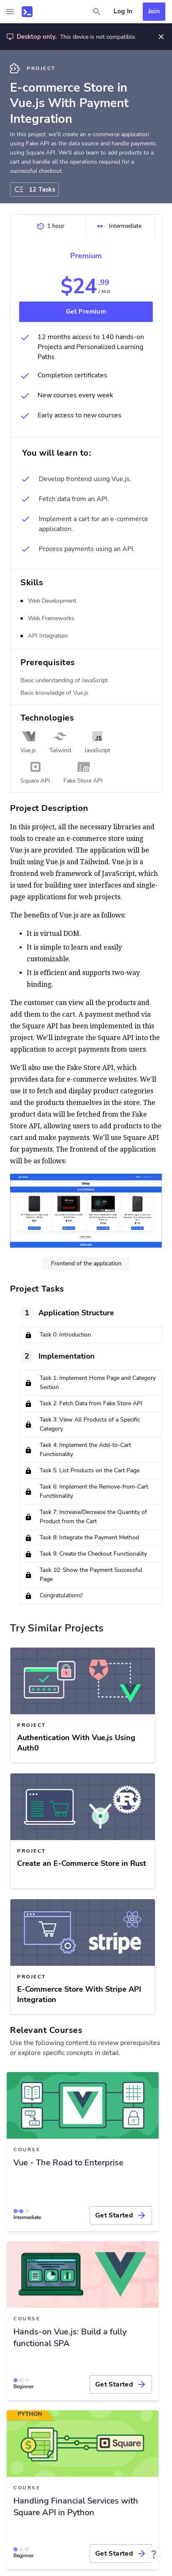 Log In
Join
Desktop only. This device is not compatible.
PROJECT
E-commerce Store in
Vue.js With Payment
Integration
In this project, we'll create an e-commerce application
using Fake API as the data source and handle payments
using Square API. We'll also learn to add products to a
cart and handle all the operations required for a
successful checkout.
12 Tasks
1 hour
Intermediate
Premium
$24.99
/ MO
Get Premium
12 months access to 140 hands-on
Projects and Personalized Learning
Paths
Completion certificates
New courses every week
Early access to new courses
You will learn to:
Develop frontend using Vue.js.
Fetch data from an API.
Implement a cart for an e-commerce
application.
Process payments using an API.
Skills
Web Development
Web Frameworks
API Integration
Prerequisites
Basic understanding of JavaScript
Basic knowledge of Vue.js
Technologies
JS
Vue.js
Tailwind
JavaScript
Square API
Fake Store API
Project Description
In this project, all the necessary libraries and
tools to create an e-commerce store using
Vue.js are provided. The application will be
built using Vue.js and Tailwind. Vue.js is a
frontend web framework of JavaScript, which
is used for building user interfaces and single-
page applications for web projects.
The benefits of Vue.js are as follows:
• It is virtual DOM.
• It is simple to learn and easily
customizable.
• It is efficient and supports two-way
binding.
The customer can view all the products and
add them to the cart. A payment method via
the Square API has been implemented in this
project. We'll integrate the Square API into the
application to accept payments from users.
We'll also use the Fake Store API, which
provides data for e-commerce websites. We'll
use it to fetch and display product categories
and the products themselves in the store. The
product data will be fetched from the Fake
Store API, allowing users to add products to the
cart and make payments. We'll use Square API
for payments. The frontend of the application
will be as follows:
Shop
Frontend of the application
Project Tasks
1 Application Structure
Task 0: Introduction
2 Implementation
Task 1: Implement Home Page and Category
Section
Task 2: Fetch Data from Fake Store API
Task 3: View All Products of a Specific
Category
Task 4: Implement the Add-to-Cart
Functionality
Task 5: List Products on the Cart Page
Task 6: Implement the Remove-from-Cart
Functionality
Task 7: Increase/Decrease the Quantity of
Product from the Cart
Task 8: Integrate the Payment Method
Task 9: Create the Checkout Functionality
Task 10: Show the Payment Successful
Page
Congratulations!
Try Similar Projects
PROJECT
Authentication With Vue.js Using
Auth0
R
PROJECT
Create an E-Commerce Store in Rust
stripe
PROJECT
E-Commerce Store With Stripe API
Integration
Relevant Courses
Use the following content to review prerequisites
or explore specific concepts in detail.
COURSE
Vue - The Road to Enterprise
Intermediate
Get Started
COURSE
Hands-on Vue.js: Build a fully
functional SPA
Beginner
Get Started
PYTHON
Square
COURSE
Handling Financial Services with
Square API in Python
Beginner
Get Started
?